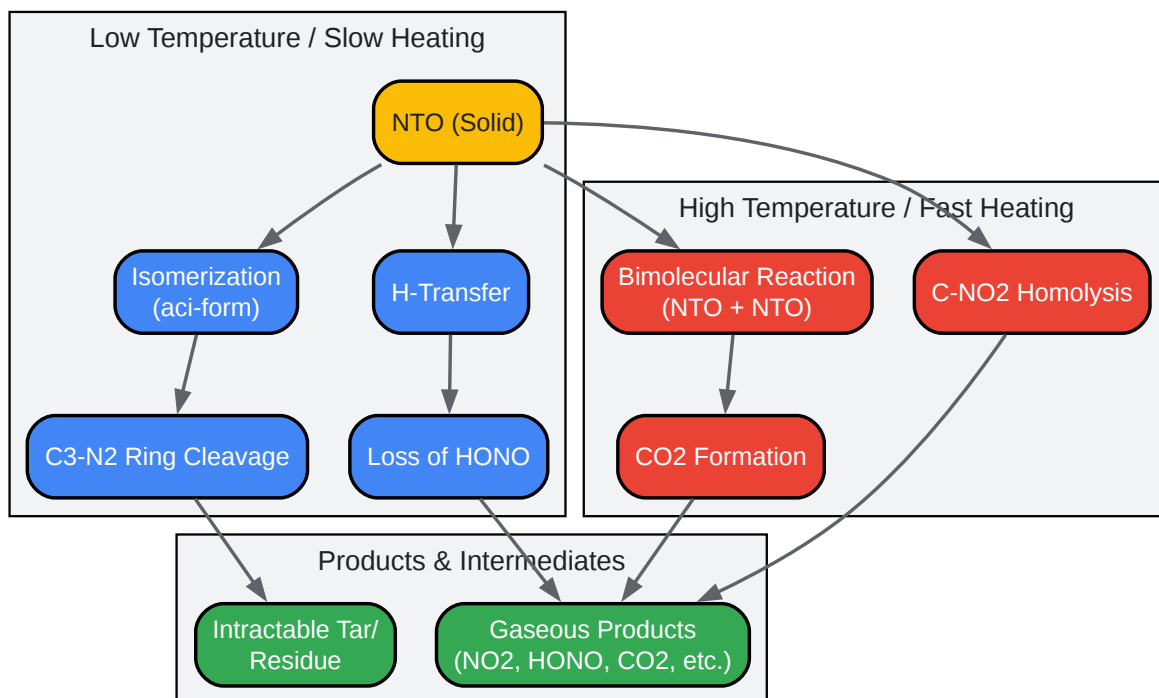 Low Temperature / Slow Heating
NTO (Solid)
High Temperature / Fast Heating
Isomerization
(aci-form)
H-Transfer
Bimolecular Reaction
(NTO + NTO)
C-NO2 Homolysis
C3-N2 Ring Cleavage
Loss of HONO
CO2 Formation
Products & Intermediates
Intractable Tar/
Residue
Gaseous Products
(NO2, HONO, CO2, etc.)